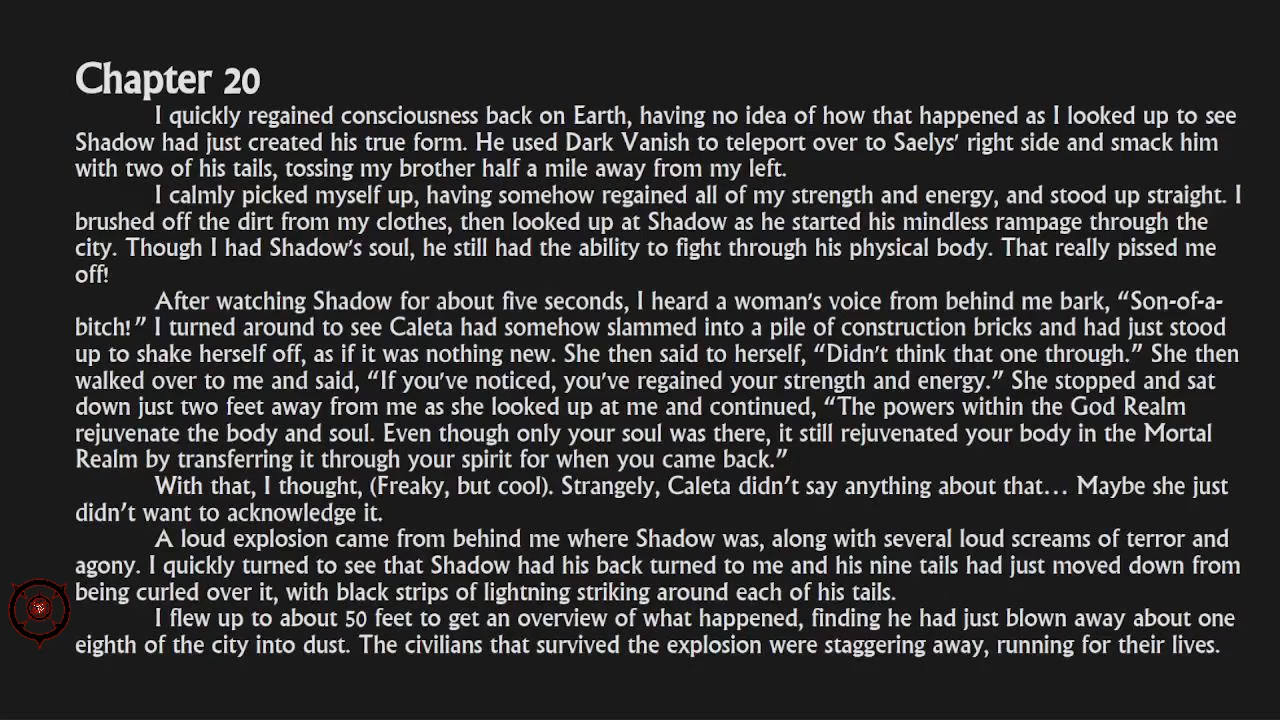 Chapter 20
I quickly regained consciousness back on Earth, having no idea of how that happened as I looked up to see
Shadow had just created his true form. He used Dark Vanish to teleport over to Saelys’ right side and smack him
with two of his tails, tossing my brother half a mile away from my left.
I calmly picked myself up, having somehow regained all of my strength and energy, and stood up straight. I
brushed off the dirt from my clothes, then looked up at Shadow as he started his mindless rampage through the
city. Though I had Shadow’s soul, he still had the ability to fight through his physical body. That really pissed me
off!
After watching Shadow for about five seconds, I heard a woman’s voice from behind me bark, “Son-of-a-
bitch!” I turned around to see Caleta had somehow slammed into a pile of construction bricks and had just stood
up to shake herself off, as if it was nothing new. She then said to herself, “Didn’t think that one through.” She then
walked over to me and said, “If you’ve noticed, you’ve regained your strength and energy.” She stopped and sat
down just two feet away from me as she looked up at me and continued, “The powers within the God Realm
rejuvenate the body and soul. Even though only your soul was there, it still rejuvenated your body in the Mortal
Realm by transferring it through your spirit for when you came back.”
With that, I thought, (Freaky, but cool). Strangely, Caleta didn’t say anything about that… Maybe she just
didn’t want to acknowledge it.
A loud explosion came from behind me where Shadow was, along with several loud screams of terror and
agony. I quickly turned to see that Shadow had his back turned to me and his nine tails had just moved down from
being curled over it, with black strips of lightning striking around each of his tails.
I flew up to about 50 feet to get an overview of what happened, finding he had just blown away about one
eighth of the city into dust. The civilians that survived the explosion were staggering away, running for their lives.